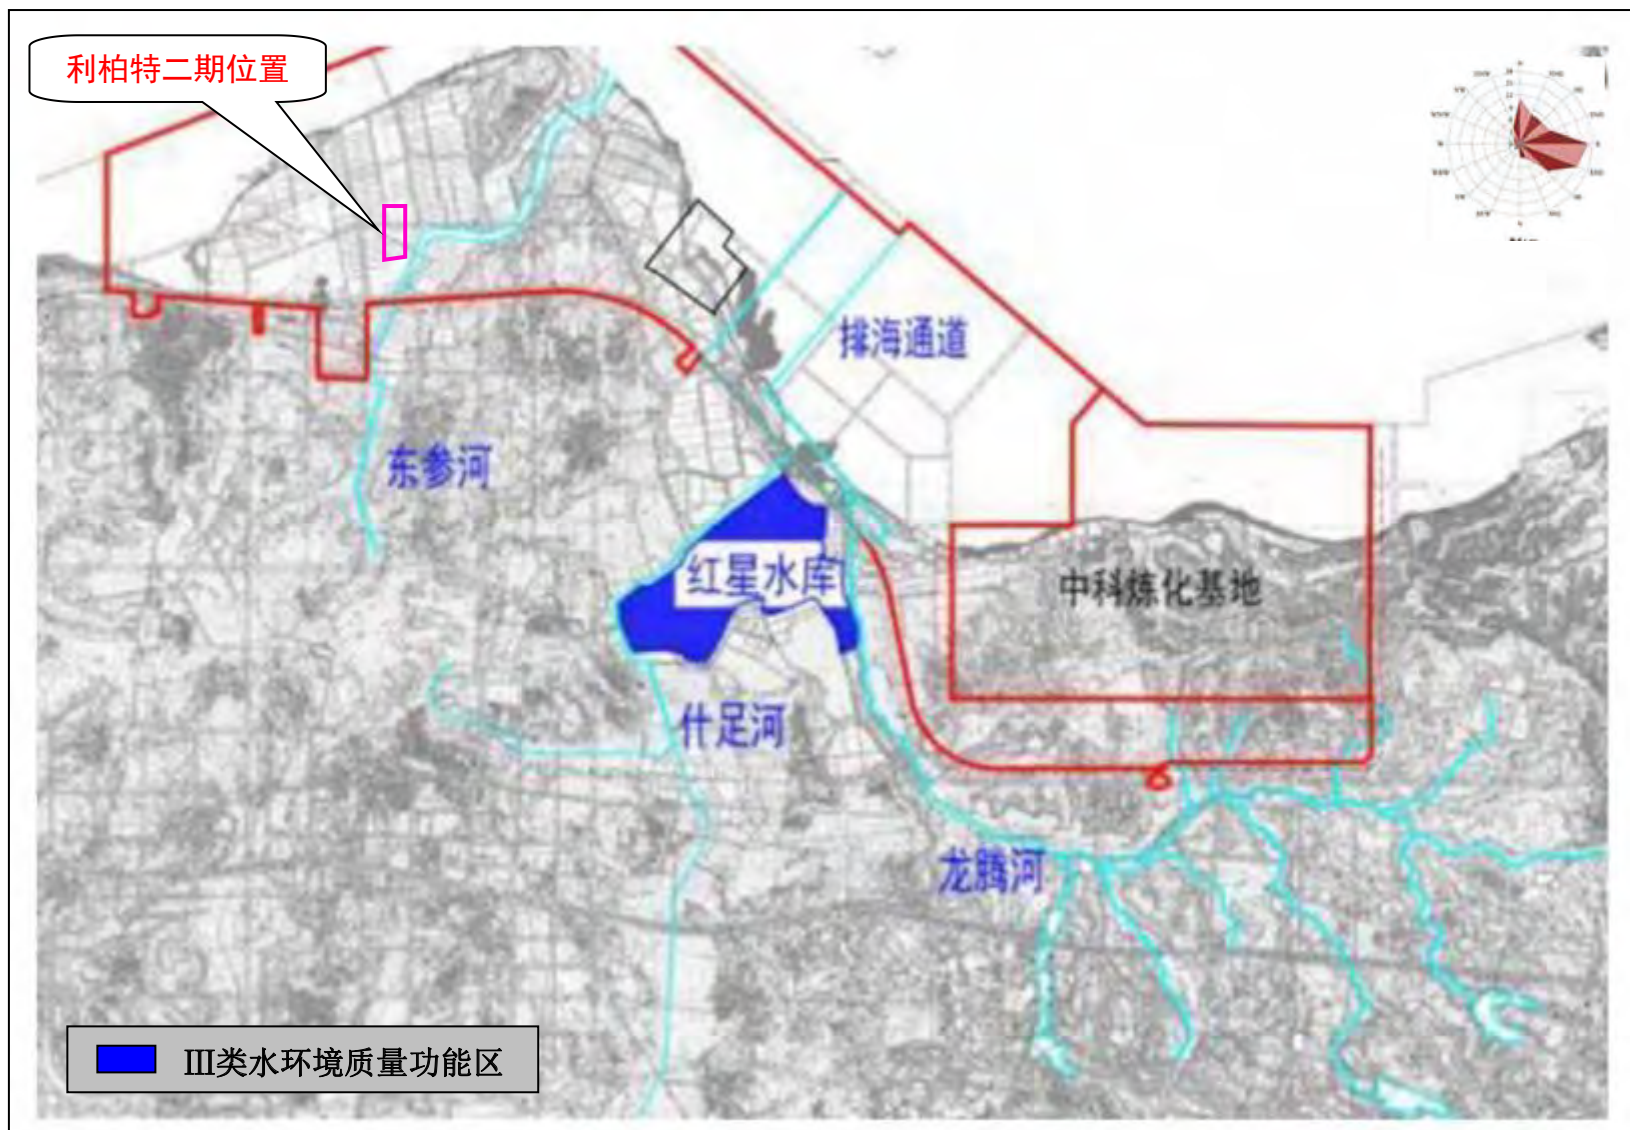 利柏特二期位置
排海通道
东参河
红星水库
中科炼化基地
什足河
龙腾河
Ⅲ类水环境质量功能区